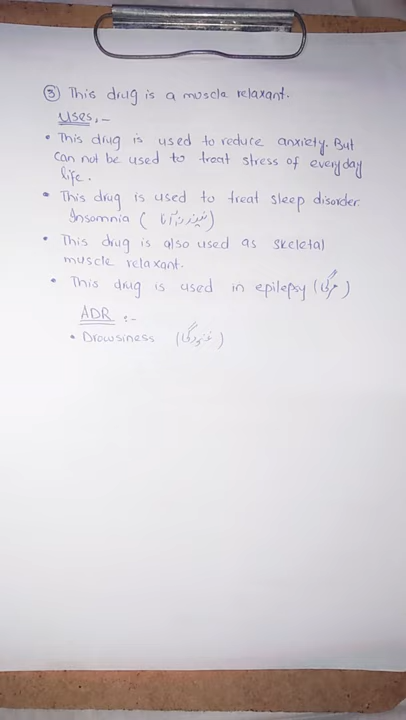 ③ This drug is a muscle relaxant.
Uses,-
• This drug is used to reduce anxiety. But
Can not be used to treat stress of everyday
life.
• This drug is used to treat sleep disorder.
Insomnia (نیند نہ آنا)
• This drug is also used as skeletal
muscle relaxant.
• This drug is used in epilepsy (مرگی)
ADR :-
• Drowsiness (غنودگی)